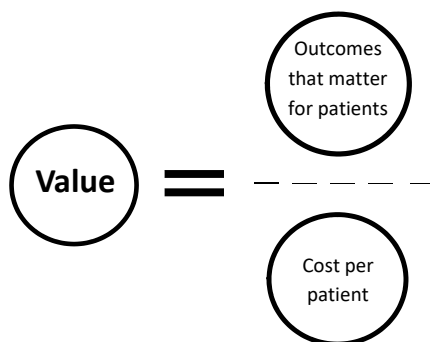 Value
Outcomes
that matter
for patients
Cost per
patient